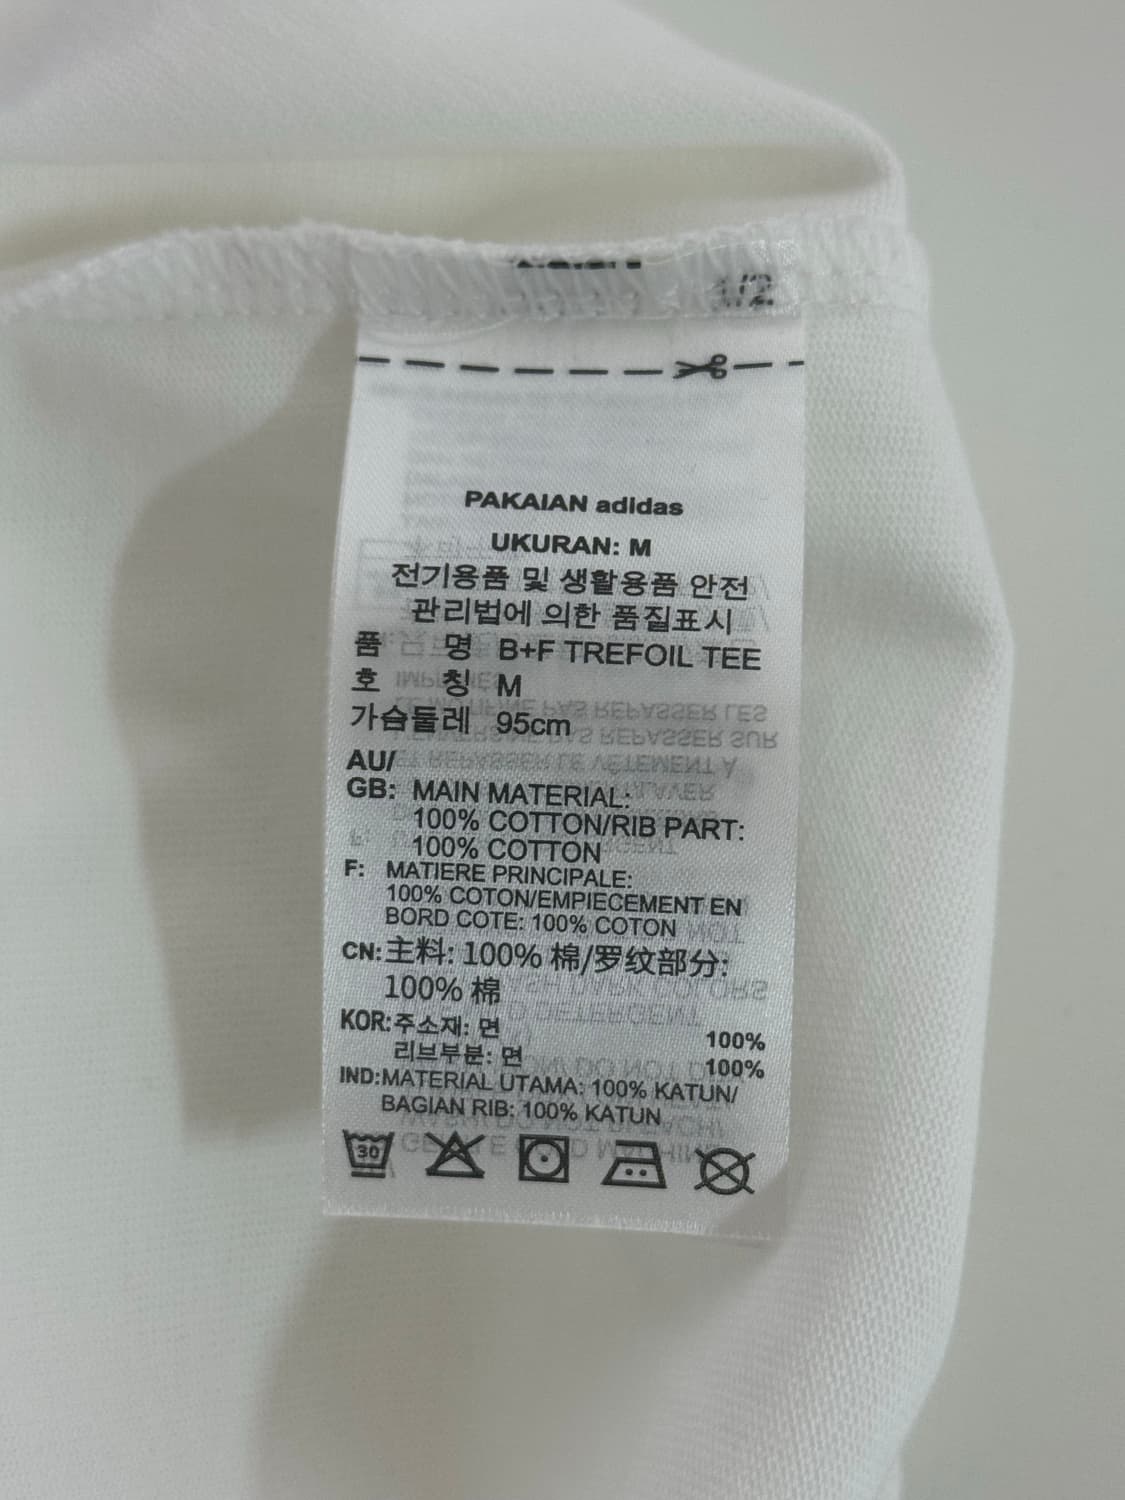 1/2
PAKAIAN adidas
UKURAN: M
전기용품 및 생활용품 안전
관리법에 의한 품질표시
품 명 B+F TREFOIL TEE
호 칭 M
가슴둘레 95cm
AU/
GB: MAIN MATERIAL:
100% COTTON/RIB PART:
100% COTTON
F: MATIERE PRINCIPALE:
100% COTON/EMPIECEMENT EN
BORD COTE: 100% COTON
CN: 主料: 100% 棉/罗纹部分:
100% 棉
KOR: 주소재: 면 100%
리브부분: 면 100%
IND: MATERIAL UTAMA: 100% KATUN/
BAGIAN RIB: 100% KATUN
30